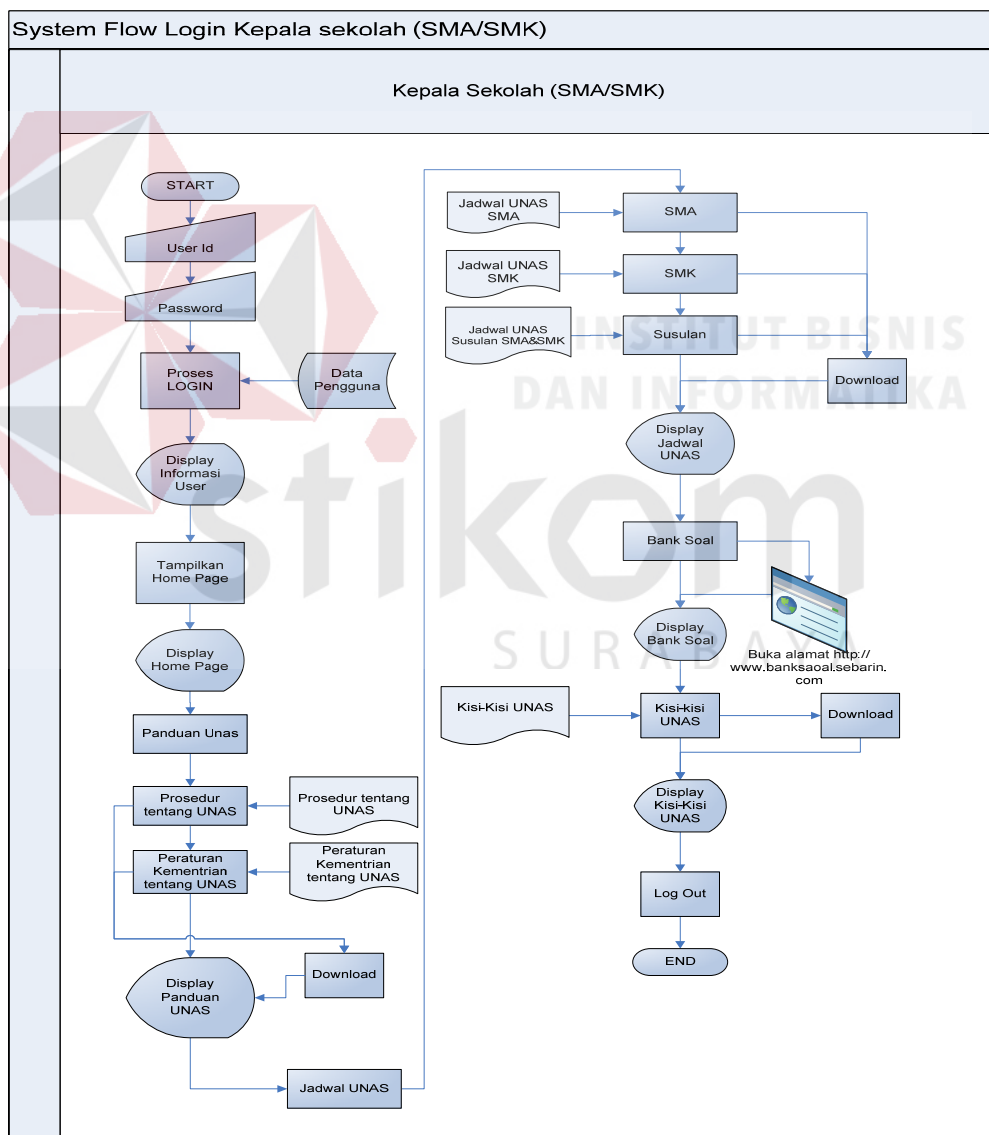 System Flow Login Kepala sekolah (SMA/SMK)
Kepala Sekolah (SMA/SMK)
START
User Id
Password
Proses
LOGIN
Data
Pengguna
Display
Informasi
User
Tampilkan
Home Page
Display
Home Page
Panduan Unas
Prosedur
tentang UNAS
Prosedur tentang
UNAS
Peraturan
Kementrian
tentang UNAS
Peraturan
Kementrian
tentang UNAS
Download
Display
Panduan
UNAS
Jadwal UNAS
Jadwal UNAS
SMA
SMA
Jadwal UNAS
SMK
SMK
Jadwal UNAS
Susulan SMA&SMK
Susulan
Download
Display
Jadwal
UNAS
Bank Soal
Display
Bank Soal
Buka alamat http://
www.banksaoal.sebarin.
com
Kisi-Kisi UNAS
Kisi-kisi
UNAS
Download
Display
Kisi-Kisi
UNAS
Log Out
END
INSTITUT BISNIS
DAN INFORMATIKA
stikom
SURABAYA